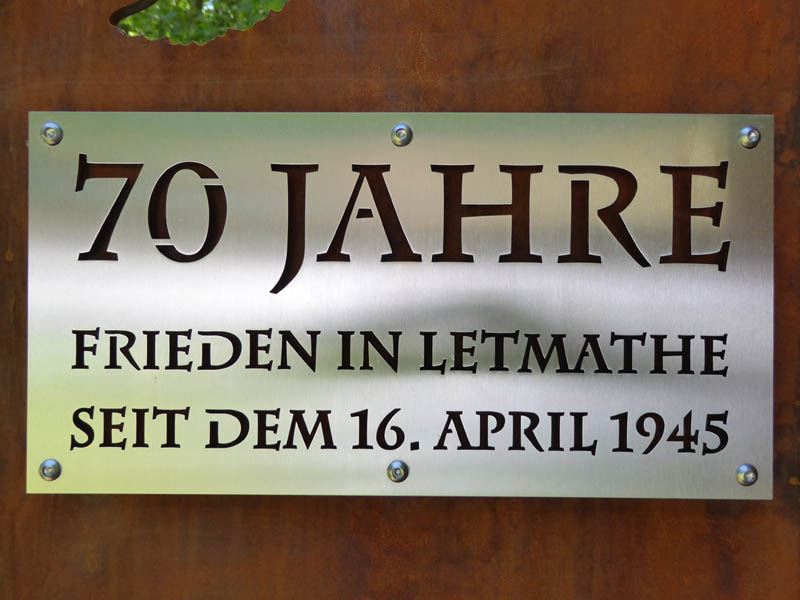 70 JAHRE
FRIEDEN IN LETMATHE
SEIT DEM 16. APRIL 1945